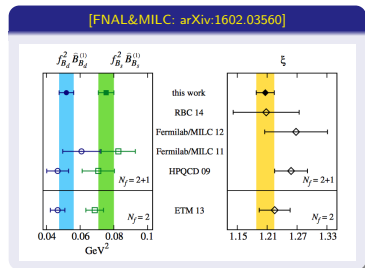 [FNAL&MILC: arXiv:1602.03560]
f²_{B_d} B̂^{(1)}_{B_d} f²_{B_s} B̂^{(1)}_{B_s} ξ
this work
RBC 14
Fermilab/MILC 12
Fermilab/MILC 11
HPQCD 09
N_f = 2+1 N_f = 2+1
ETM 13
N_f = 2 N_f = 2
0.04 0.06 0.08 0.1 1.15 1.21 1.27 1.33
GeV²